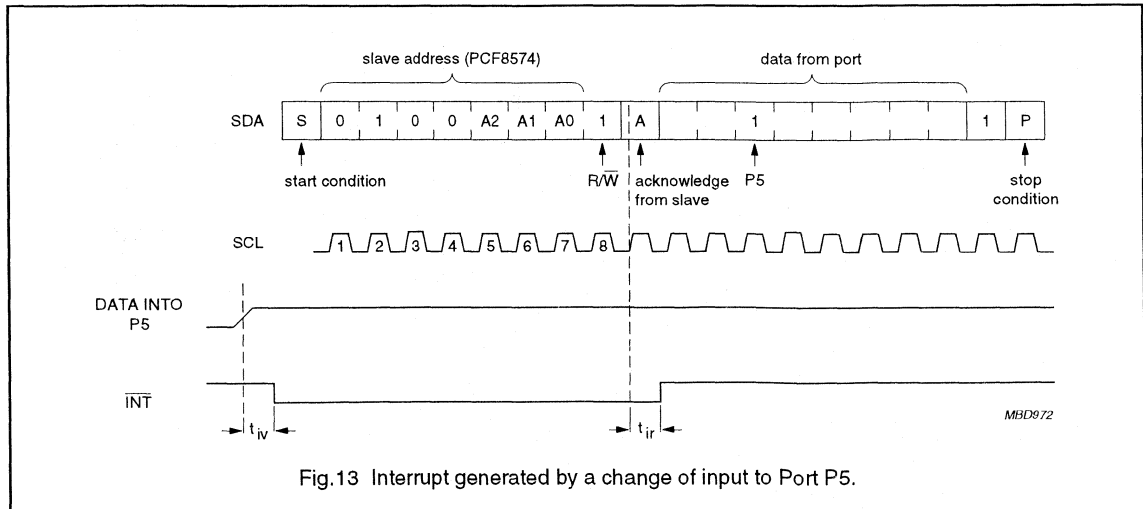 slave address (PCF8574) data from port
SDA S 0 1 0 0 A2 A1 A0 1 A 1 1 P
start condition R/W̅ acknowledge from slave P5 stop condition
SCL 1 2 3 4 5 6 7 8
DATA INTO P5
I̅N̅T̅
t iv t ir
MBD972
Fig.13 Interrupt generated by a change of input to Port P5.